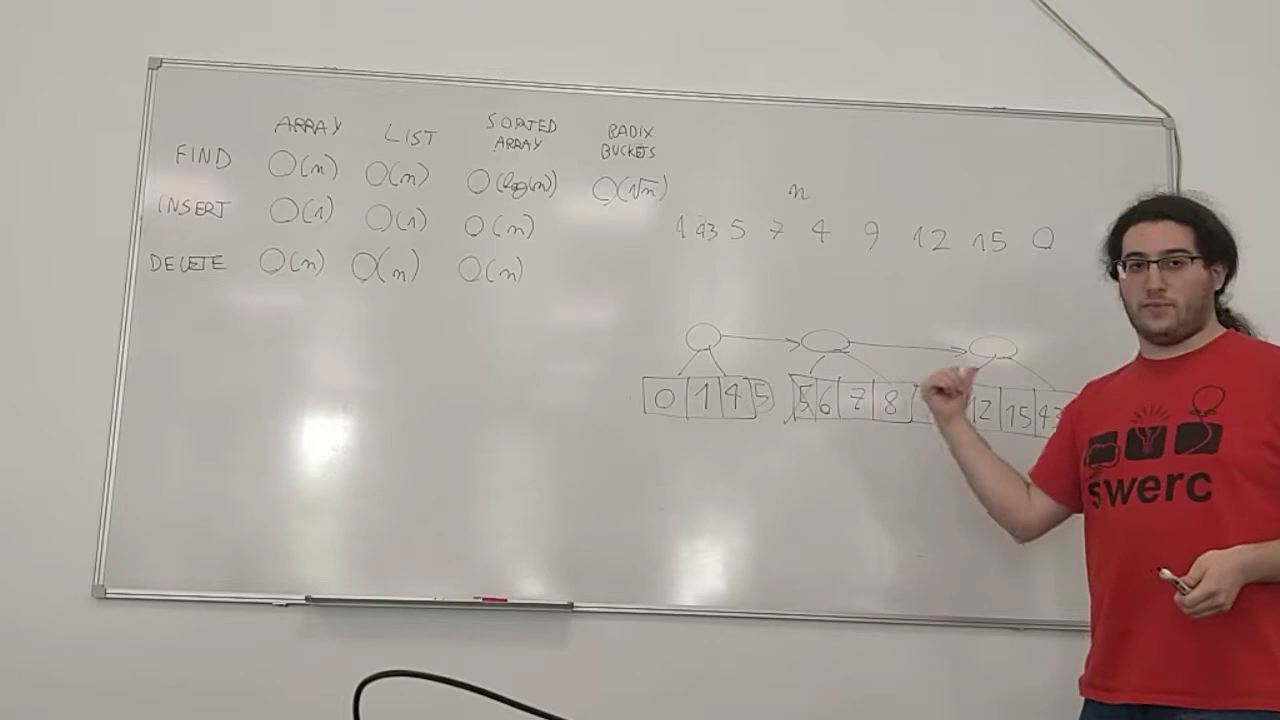 ARRAY LIST SORTED ARRAY RADIX BUCKETS
FIND O(n) O(n) O(log(n)) O(√n)
INSERT O(1) O(1) O(n)
DELETE O(n) O(n) O(n)
n
1 43 5 7 4 9 12 15 0
0 1 4 5 5 6 7 8 12 15 43
swerc